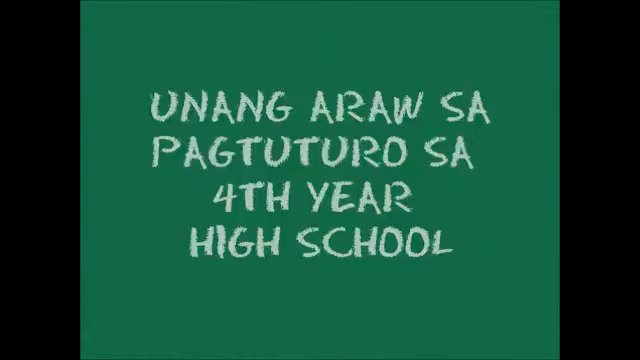 UNANG ARAW SA
PAGTUTURO SA
4TH YEAR
HIGH SCHOOL